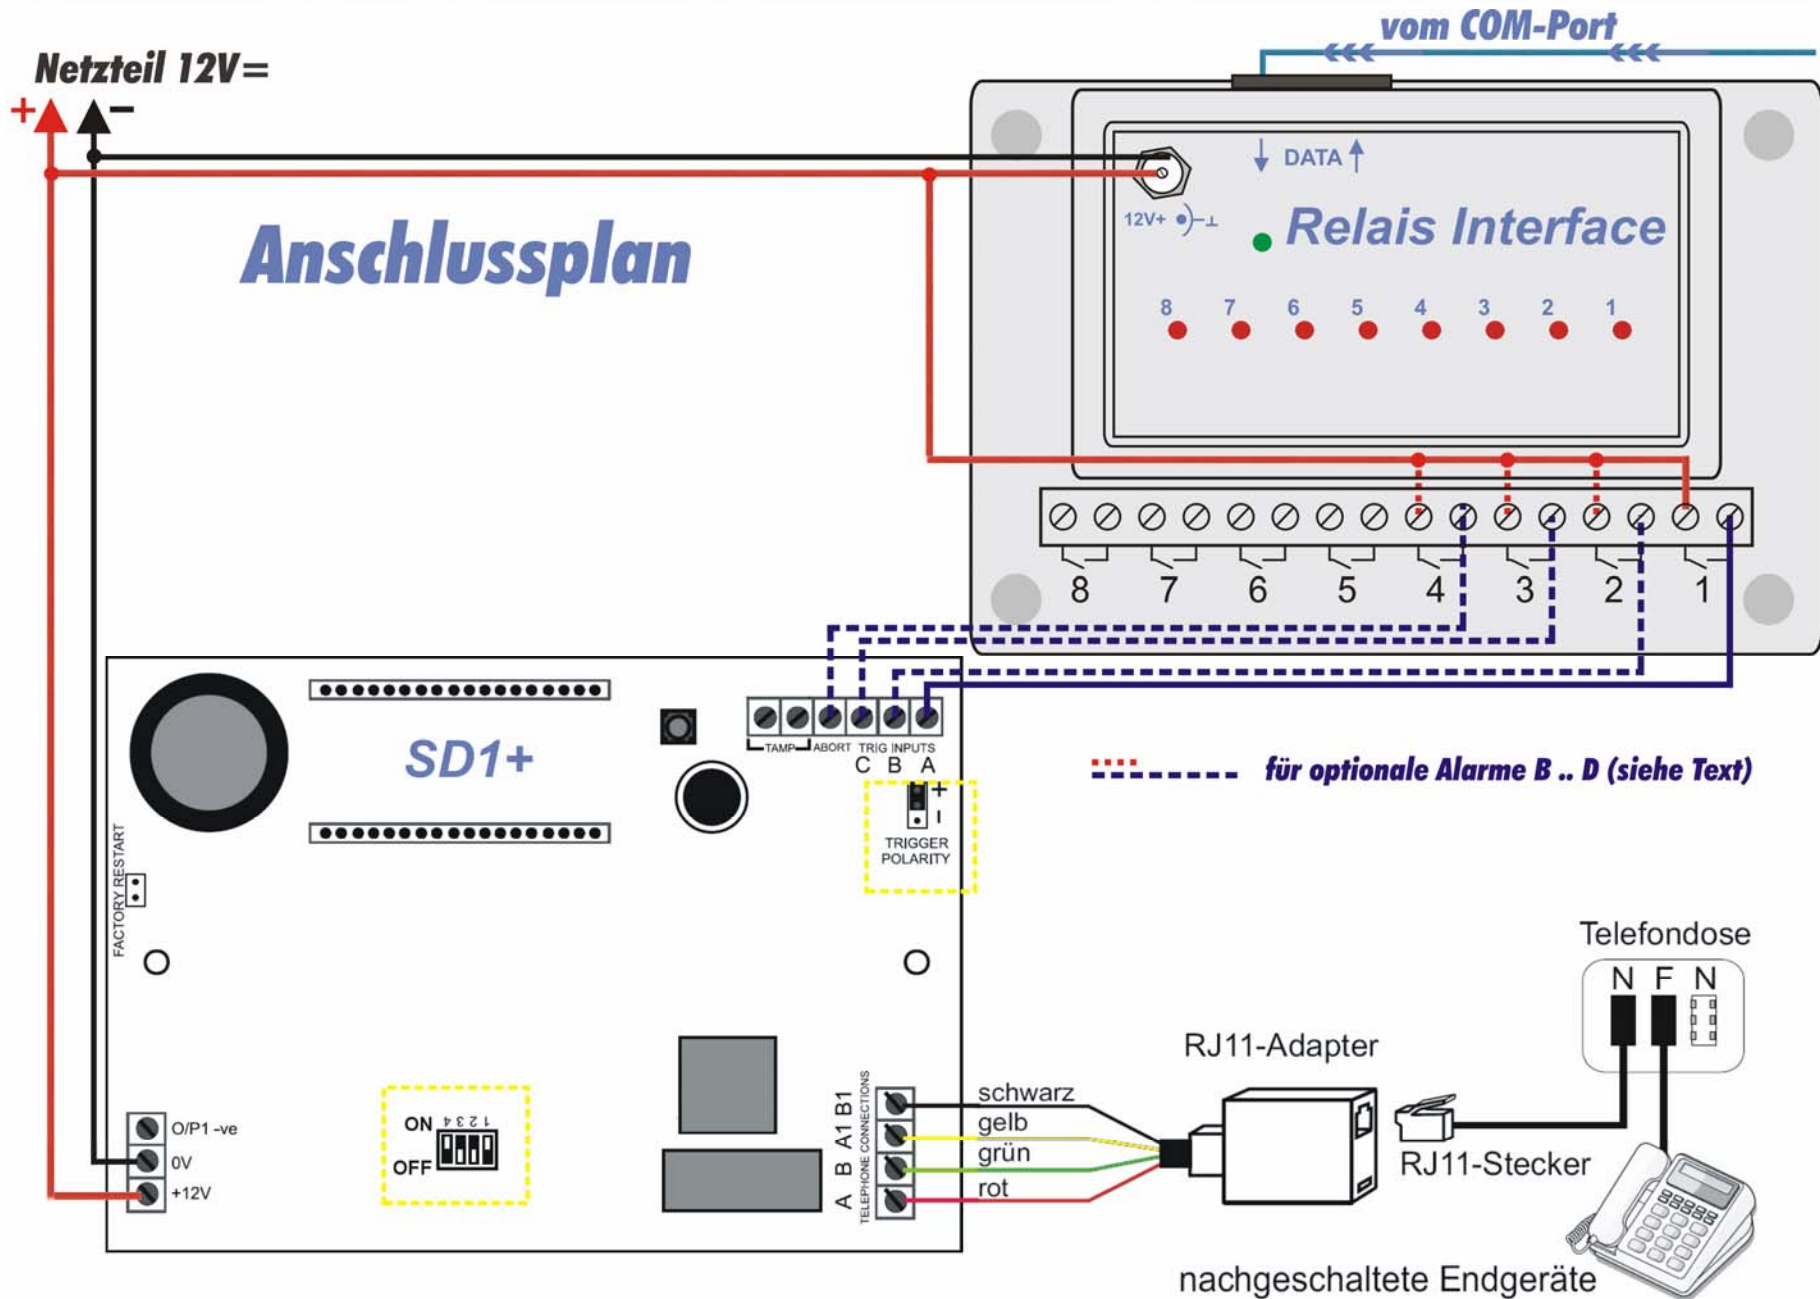 vom COM-Port
Netzteil 12V=
+ −
DATA
12V+
Relais Interface
Anschlussplan
8 7 6 5 4 3 2 1
8 7 6 5 4 3 2 1
SD1+
TAMP ABORT TRIG INPUTS
C B A
+
−
TRIGGER
POLARITY
für optionale Alarme B .. D (siehe Text)
FACTORY RESTART
Telefondose
N F N
RJ11-Adapter
RJ11-Stecker
schwarz
gelb
grün
rot
A B A1 B1
TELEPHONE CONNECTIONS
O/P1 -ve
0V
+12V
ON
1 2 3 4
OFF
nachgeschaltete Endgeräte